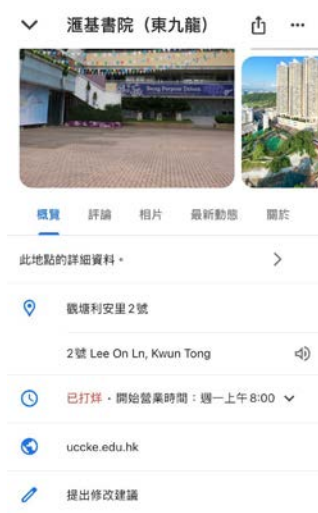 滙基書院（東九龍）
概覽 評論 相片 最新動態 關於
此地點的詳細資料。
觀塘利安里2號
2號 Lee On Ln, Kwun Tong
已打烊・開始營業時間：週一上午8:00
uccke.edu.hk
提出修改建議